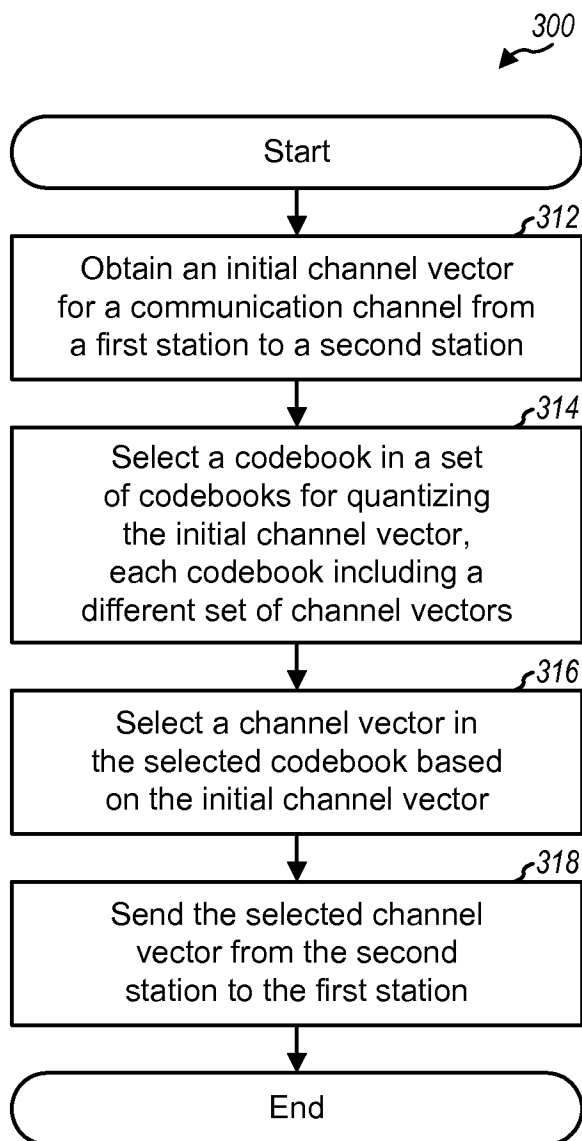 300
Start
312
Obtain an initial channel vector
for a communication channel from
a first station to a second station
314
Select a codebook in a set
of codebooks for quantizing
the initial channel vector,
each codebook including a
different set of channel vectors
316
Select a channel vector in
the selected codebook based
on the initial channel vector
318
Send the selected channel
vector from the second
station to the first station
End